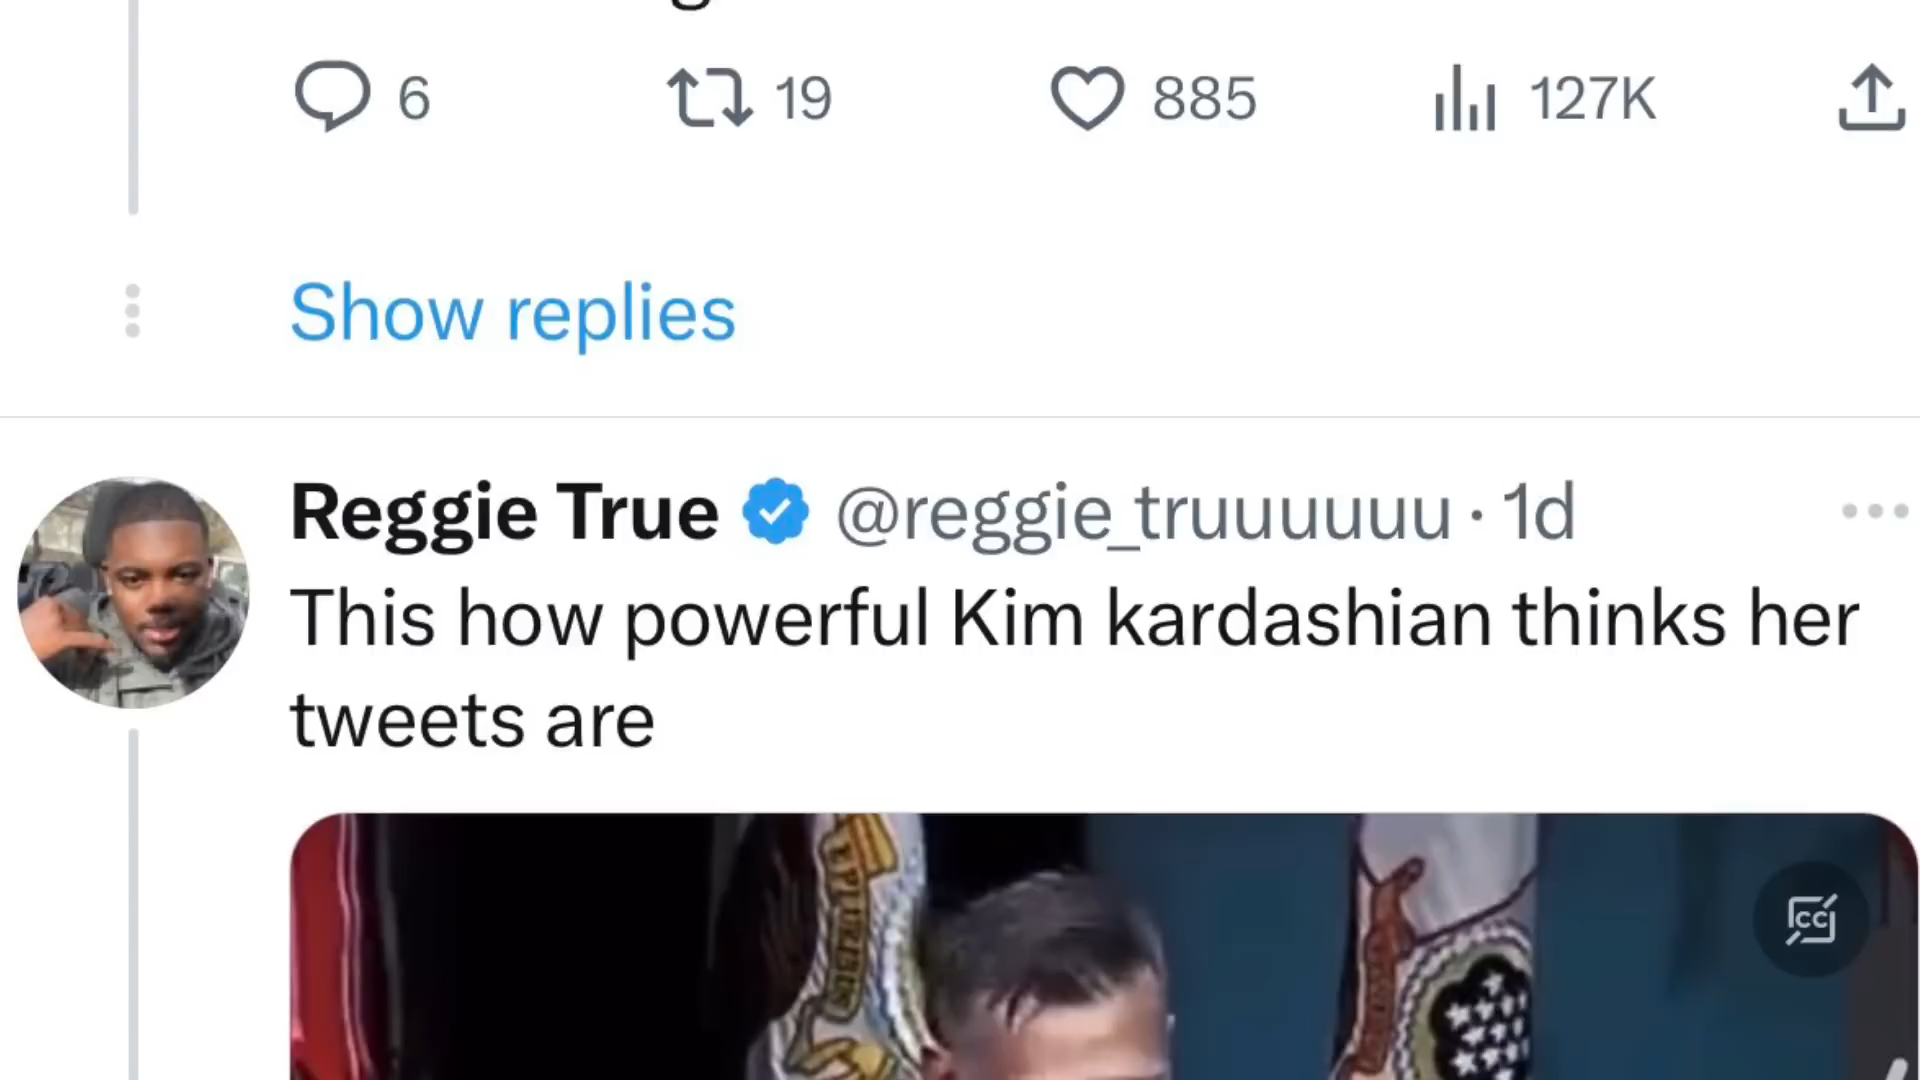 6 19 885 127K
Show replies
Reggie True @reggie_truuuuuu · 1d
This how powerful Kim kardashian thinks her
tweets are
CC